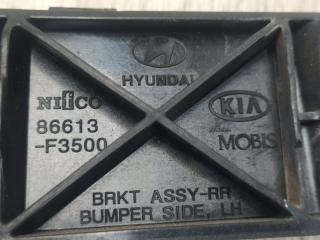 HYUNDAI
NIfCO
KIA
86613
-F3500
MOBIS
BRKT ASSY-RR
BUMPER SIDE, LH